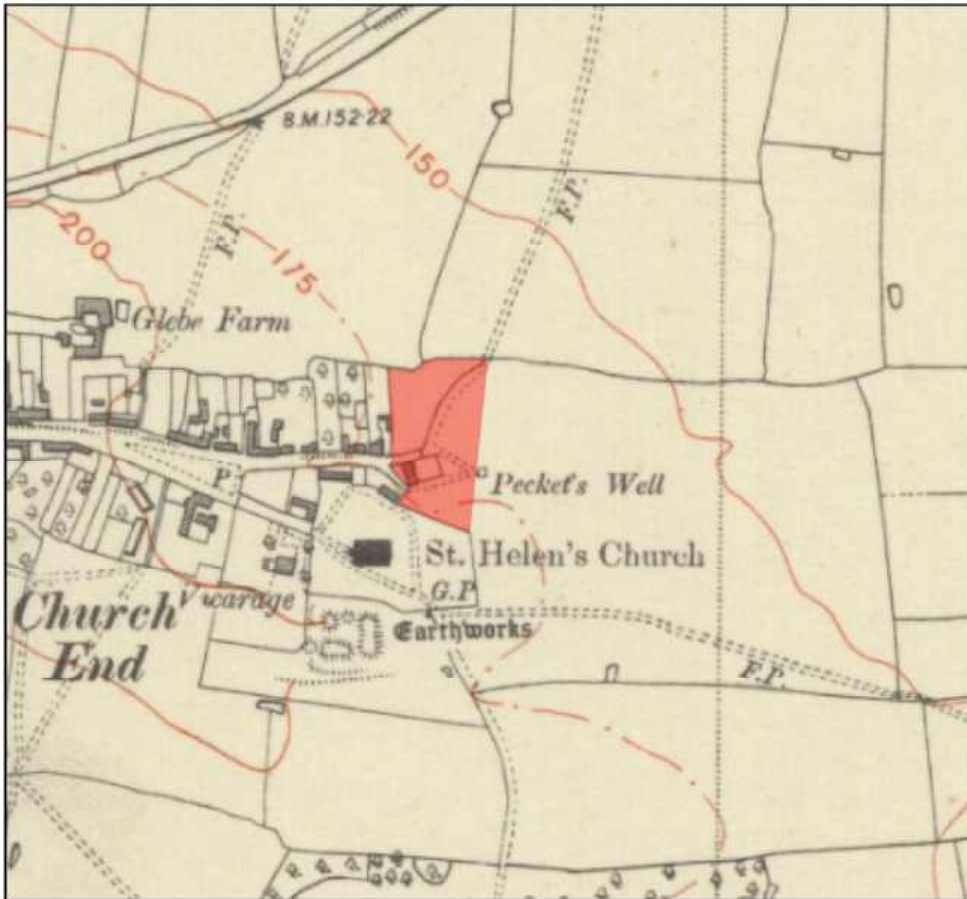 B.M.152·22
150
F.P.
F.P.
200
175
Glebe Farm
P
Pecket's Well
St. Helen's Church
Vicarage
G.P
Church
End
Earthworks
F.P.